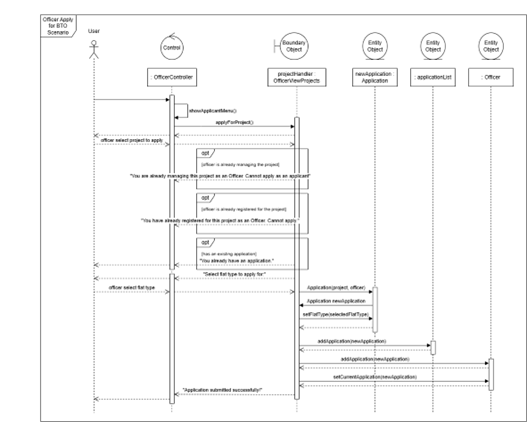 Officer Apply
for BTO
Scenario
User
Control
Boundary
Object
Entity
Object
Entity
Object
Entity
Object
: OfficerController
projectHandler :
OfficerViewProjects
newApplication :
Application
: applicationList
: Officer
showApplicantMenu()
applyForProject()
officer select project to apply
opt
[officer is already managing the project]
"You are already managing this project as an Officer. Cannot apply as an applicant"
opt
[officer is already registered for the project]
"You have already registered for this project as an Officer. Cannot apply."
opt
[has an existing application]
"You already have an application."
"Select flat type to apply for:"
officer select flat type
Application(project, officer)
Application newApplication
setFlatType(selectedFlatType)
addApplication(newApplication)
addApplication(newApplication)
setCurrentApplication(newApplication)
"Application submitted successfully!"